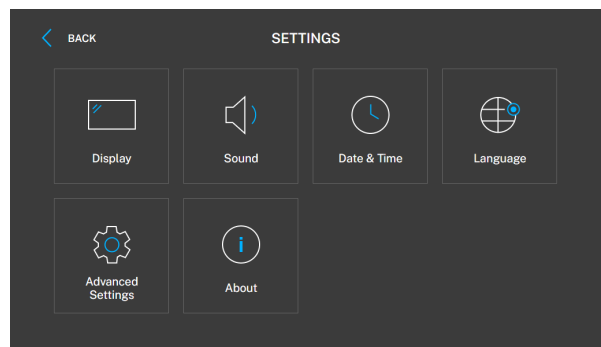 BACK
SETTINGS
Display
Sound
Date & Time
Language
Advanced
Settings
i
About